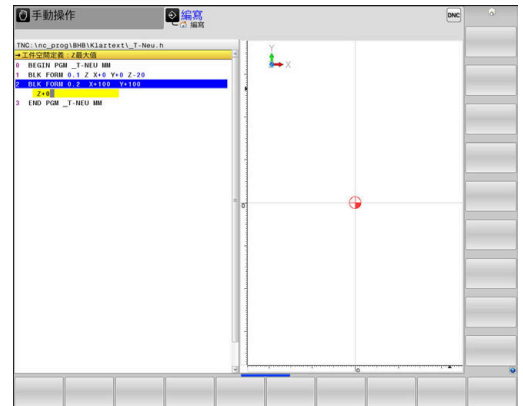 手動操作
編寫
編寫
DNC
TNC:\nc_prog\BHB\Klartext\_T-Neu.h
→工件空間定義：Z最大值
0 BEGIN PGM _T-NEU MM
1 BLK FORM 0.1 Z X+0 Y+0 Z-20
2 BLK FORM 0.2 X+100 Y+100
Z+0
3 END PGM _T-NEU MM
Y
X
0
0